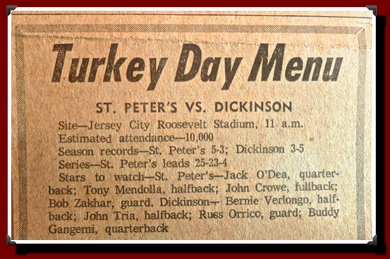 Turkey Day Menu
ST. PETER'S VS. DICKINSON
Site—Jersey City Roosevelt Stadium, 11 a.m.
Estimated attendance—10,000
Season records—St. Peter's 5-3; Dickinson 3-5
Series—St. Peter's leads 25-23-4
Stars to watch—St. Peter's—Jack O'Dea, quarter-
back; Tony Mendolla, halfback; John Crowe, fullback;
Bob Zakhar, guard. Dickinson— Bernie Verlongo, half-
back; John Tria, halfback; Russ Orrico, guard; Buddy
Gangemi, quarterback